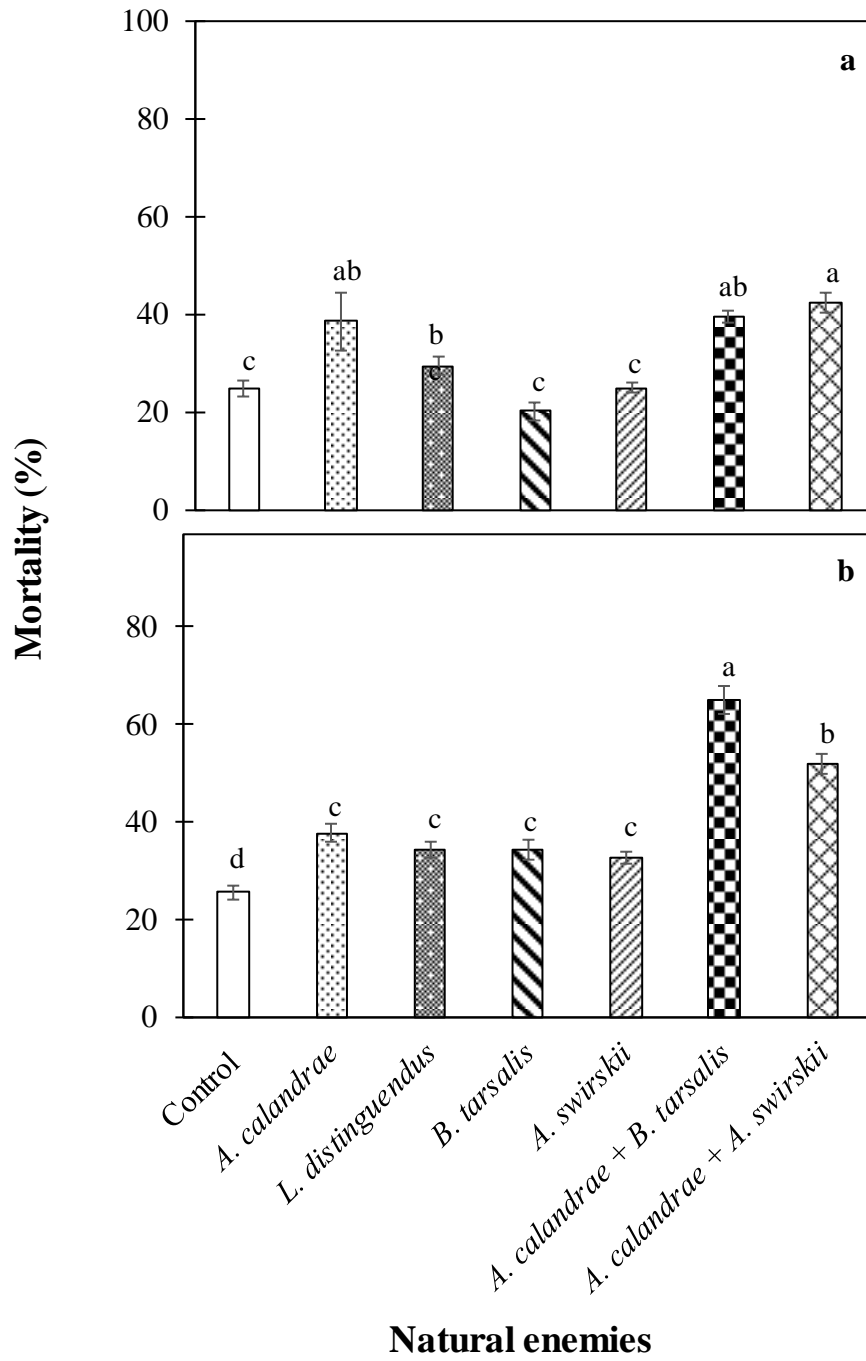 100
a
80
60
ab
ab
a
40
b
c
c
c
c
c
20
0
Mortality (%)
b
80
a
60
b
40
c
c
c
c
d
20
0
Control
A. calandrae
L. distinguendus
B. tarsalis
A. swirskii
A. calandrae + B. tarsalis
A. calandrae + A. swirskii
Natural enemies